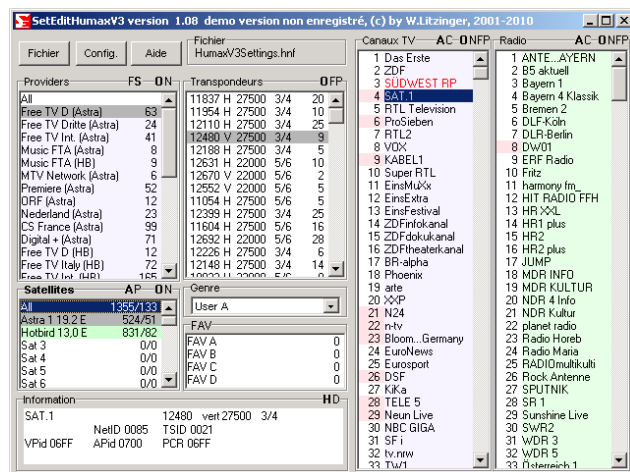 SetEditHumaxV3 version 1.08 demo version non enregistré, (c) by W.Litzinger, 2001-2010
Fichier
Config.
Aide
Fichier
HumaxV3Settings.hnf
Providers FS ON
All
Free TV D (Astra) 63
Free TV Dritte (Astra) 24
Free TV Int. (Astra) 41
Music FTA (Astra) 8
Music FTA (HB) 9
MTV Network (Astra) 6
Premiere (Astra) 52
ORF (Astra) 12
Nederland (Astra) 23
CS France (Astra) 99
Digital + (Astra) 71
Free TV D (HB) 12
Free TV Italy (HB) 72
Free TV Int. (HB) 165
Transpondeurs OFP
11837 H 27500 3/4 20
11954 H 27500 3/4 10
12110 H 27500 3/4 25
12480 V 27500 3/4 9
12188 H 27500 3/4 5
12631 H 22000 5/6 10
12670 V 22000 5/6 2
12552 V 22000 5/6 5
11054 H 27500 5/6 5
12399 H 27500 3/4 25
11604 H 27500 5/6 16
12692 H 22000 5/6 28
12226 H 27500 3/4 6
12148 H 27500 3/4 14
Satellites AP ON
All 1355/133
Astra 1 19.2 E 524/51
Hotbird 13,0 E 831/82
Sat 3 0/0
Sat 4 0/0
Sat 5 0/0
Sat 6 0/0
Genre
User A
FAV
FAV A 0
FAV B 0
FAV C 0
FAV D 0
Information HD
SAT.1 12480 vert 27500 3/4
NetID 0085 TSID 0021
VPid 06FF APid 0700 PCR 06FF
Canaux TV AC ONFP
1 Das Erste
2 ZDF
3 SÜDWEST RP
4 SAT.1
5 RTL Television
6 ProSieben
7 RTL2
8 VOX
9 KABEL1
10 Super RTL
11 EinsMuXx
12 EinsExtra
13 EinsFestival
14 ZDFinfokanal
15 ZDFdokukanal
16 ZDFtheaterkanal
17 BR-alpha
18 Phoenix
19 arte
20 XXP
21 N24
22 n-tv
23 Bloom...Germany
24 EuroNews
25 Eurosport
26 DSF
27 KiKa
28 TELE 5
29 Neun Live
30 NBC GIGA
31 SF i
32 tv.nrw
33 TW1
Radio AC ONFP
1 ANTE...AYERN
2 B5 aktuell
3 Bayern 1
4 Bayern 4 Klassik
5 Bremen 2
6 DLF-Köln
7 DLR-Berlin
8 DW01
9 ERF Radio
10 Fritz
11 harmony fm_
12 HIT RADIO FFH
13 HR XXL
14 HR1 plus
15 HR2
16 HR2 plus
17 JUMP
18 MDR INFO
19 MDR KULTUR
20 NDR 4 Info
21 NDR Kultur
22 planet radio
23 Radio Horeb
24 Radio Maria
25 RADIOmultikulti
26 Rock Antenne
27 SPUTNIK
28 SR 1
29 Sunshine Live
30 SWR2
31 WDR 3
32 WDR 5
33 Österreich 1